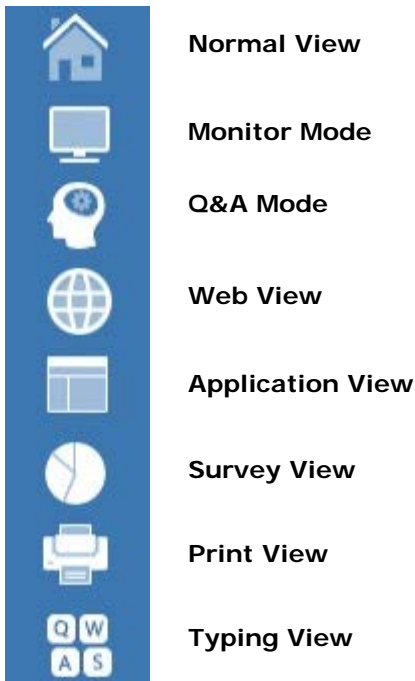 Normal View
Monitor Mode
Q&A Mode
Web View
Application View
Survey View
Print View
Q W
A S
Typing View